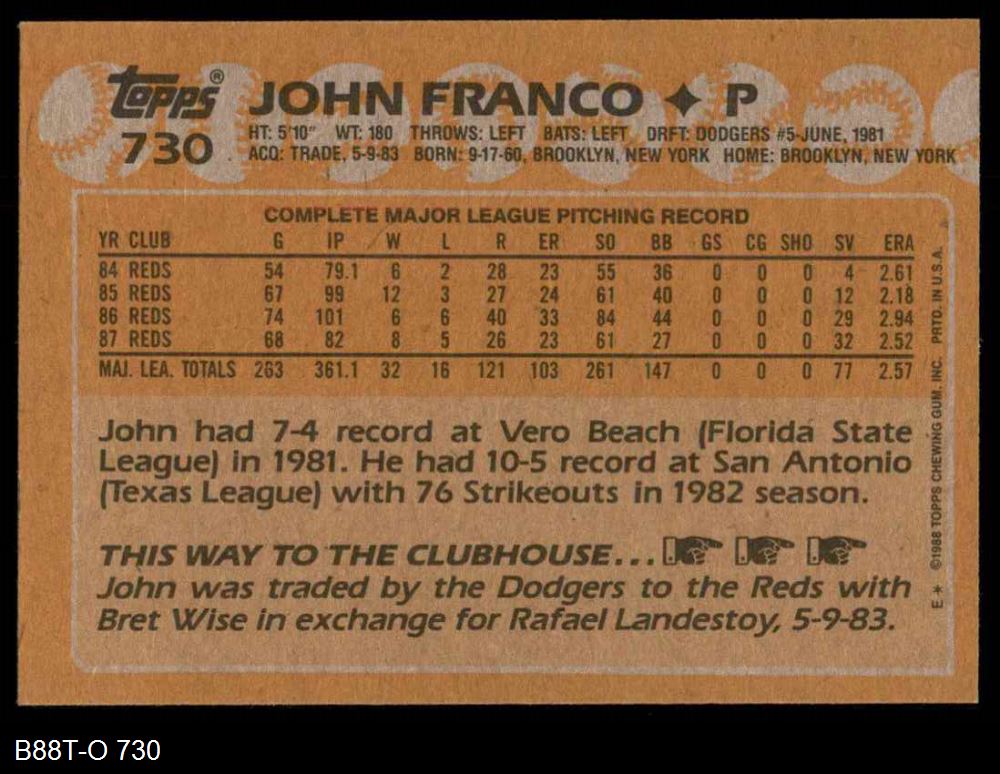 topps® JOHN FRANCO ✦ P
730 HT: 5'10" WT: 180 THROWS: LEFT BATS: LEFT DRFT: DODGERS #5-JUNE, 1981
ACQ: TRADE, 5-9-83 BORN: 9-17-60, BROOKLYN, NEW YORK HOME: BROOKLYN, NEW YORK
COMPLETE MAJOR LEAGUE PITCHING RECORD
YR CLUB G IP W L R ER SO BB GS CG SHO SV ERA
84 REDS 54 79.1 6 2 28 23 55 36 0 0 0 4 2.61
85 REDS 67 99 12 3 27 24 61 40 0 0 0 12 2.18
86 REDS 74 101 6 6 40 33 84 44 0 0 0 29 2.94
87 REDS 68 82 8 5 26 23 61 27 0 0 0 32 2.52
MAJ. LEA. TOTALS 263 361.1 32 16 121 103 261 147 0 0 0 77 2.57
John had 7-4 record at Vero Beach (Florida State
League) in 1981. He had 10-5 record at San Antonio
(Texas League) with 76 Strikeouts in 1982 season.
THIS WAY TO THE CLUBHOUSE...
John was traded by the Dodgers to the Reds with
Bret Wise in exchange for Rafael Landestoy, 5-9-83.
E* ©1988 TOPPS CHEWING GUM, INC. PRTD. IN U.S.A.
B88T-O 730